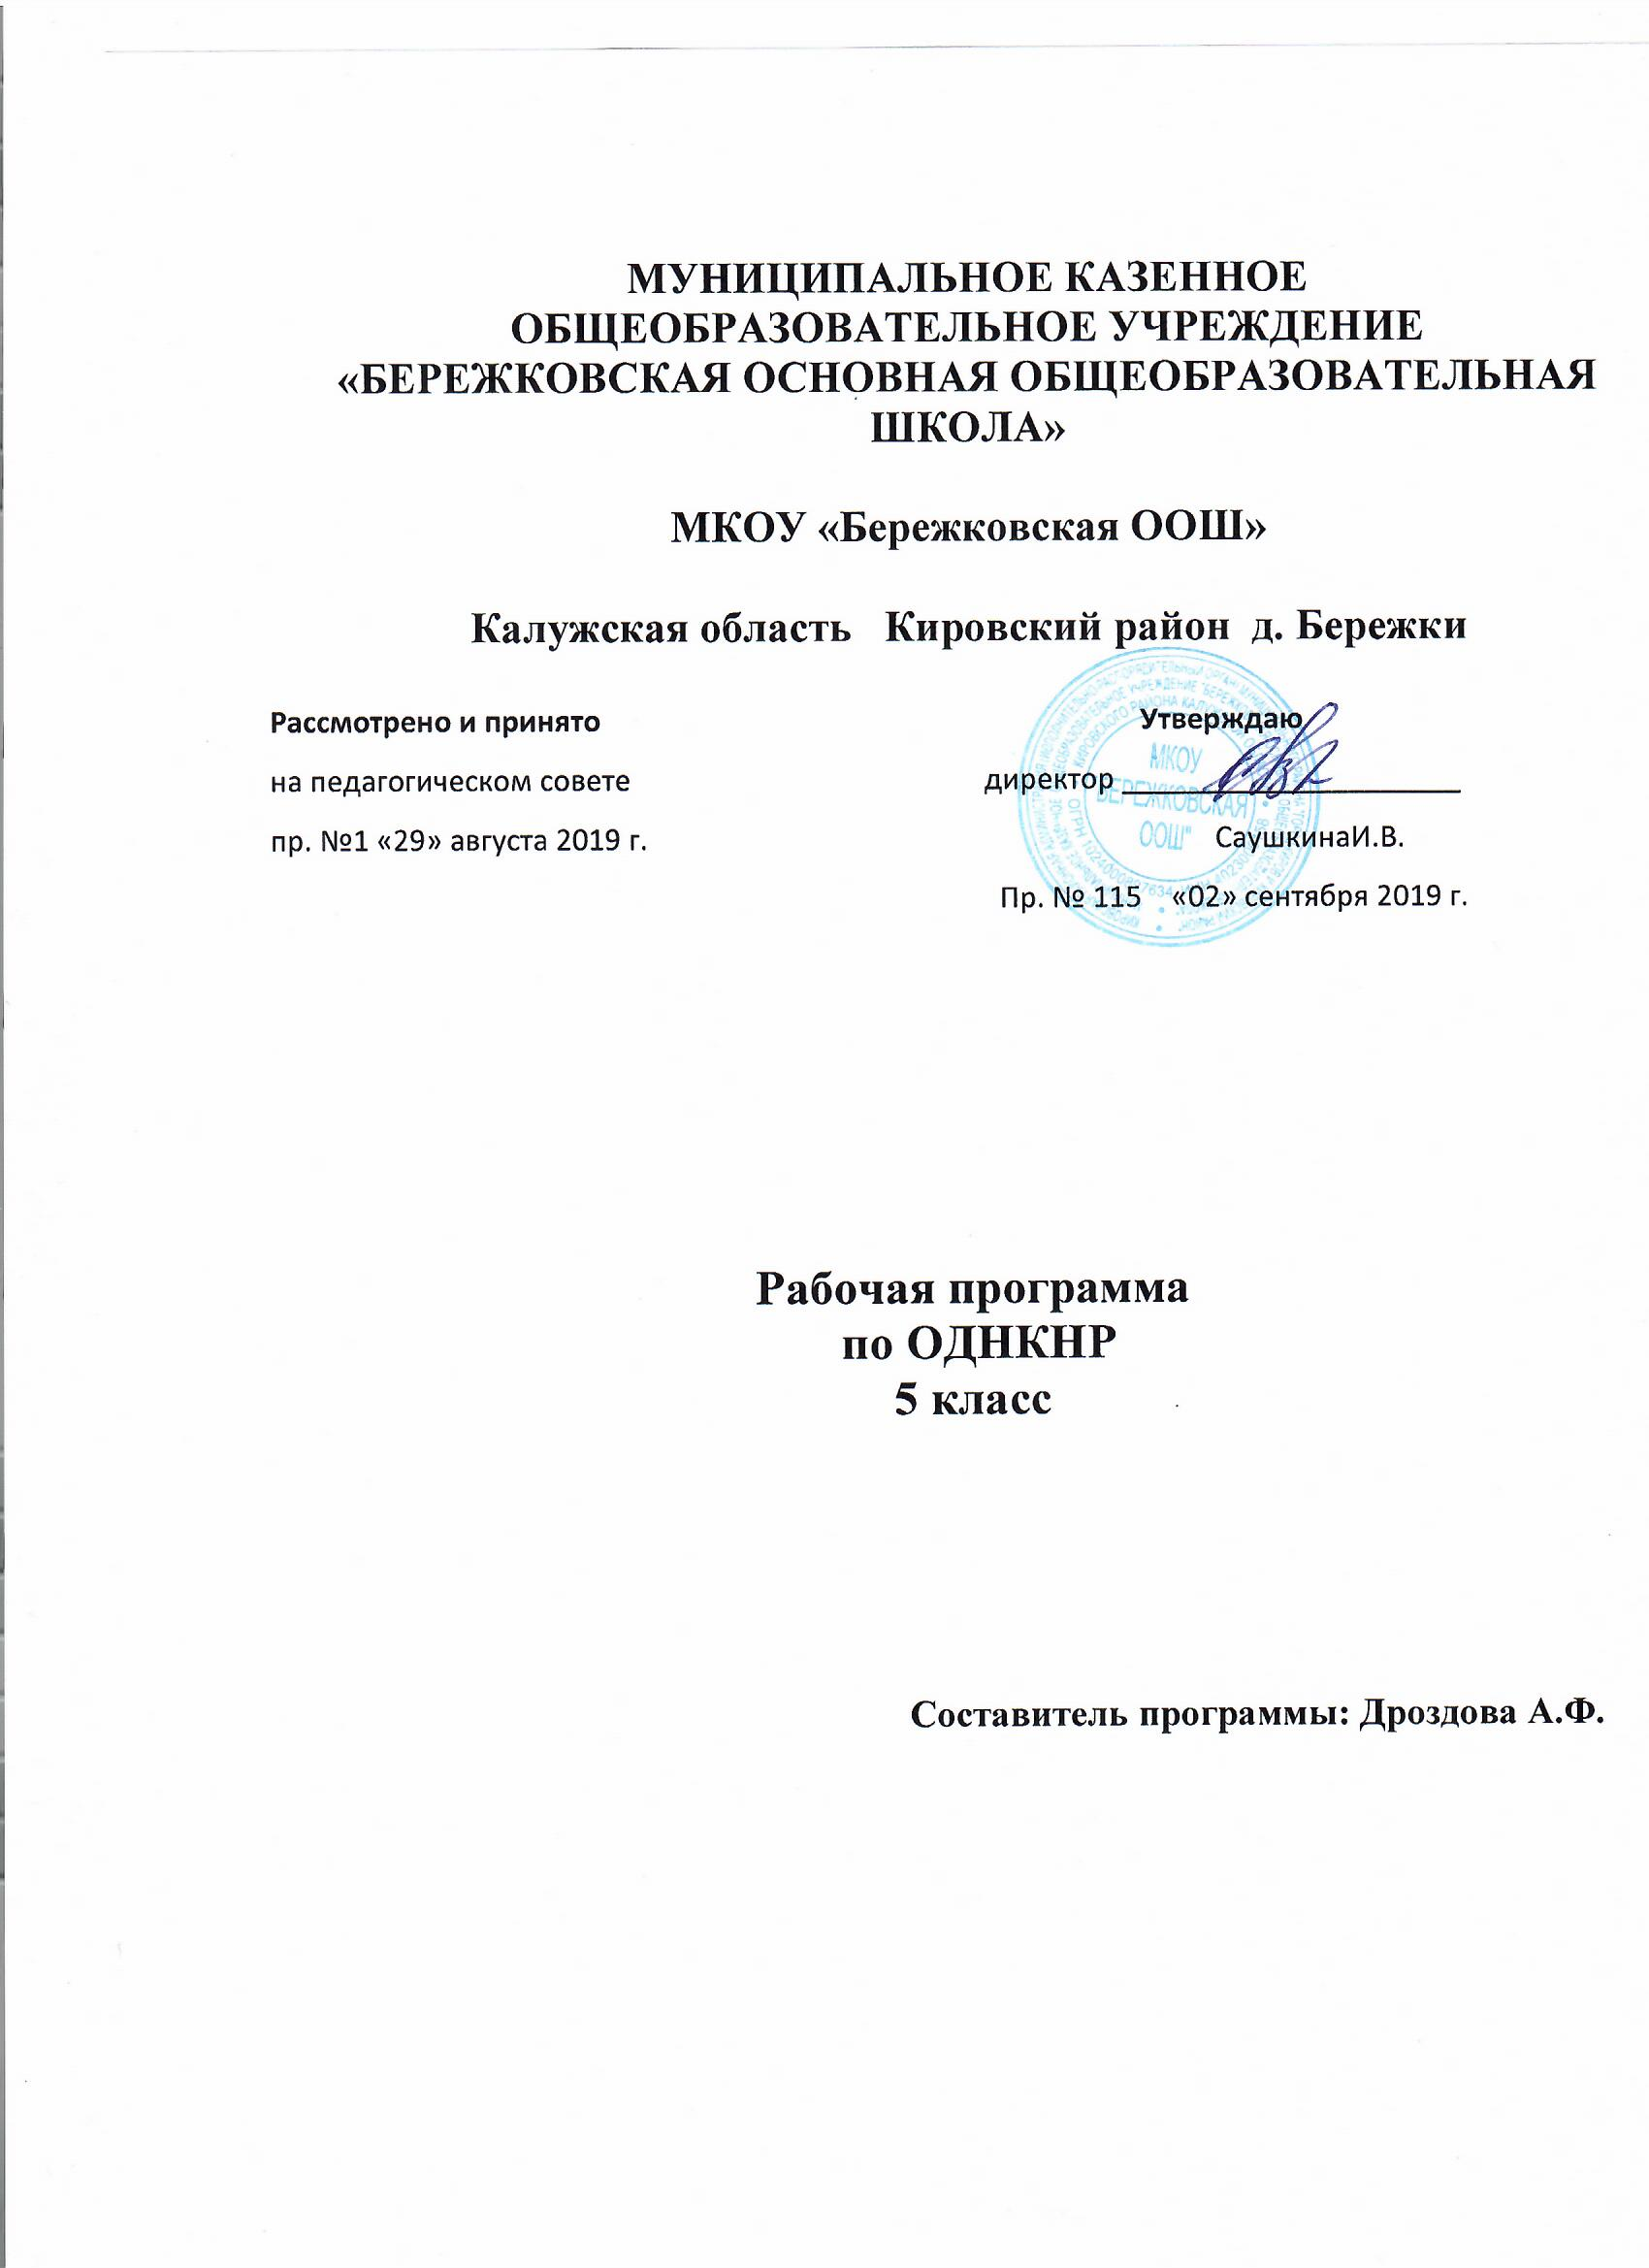 МУНИЦИПАЛЬНОЕ КАЗЕННОЕ
ОБЩЕОБРАЗОВАТЕЛЬНОЕ УЧРЕЖДЕНИЕ
«БЕРЕЖКОВСКАЯ ОСНОВНАЯ ОБЩЕОБРАЗОВАТЕЛЬНАЯ
ШКОЛА»
МКОУ «Бережковская ООШ»
Калужская область Кировский район д. Бережки
Рассмотрено и принято Утверждаю
на педагогическом совете директор
пр. №1 «29» августа 2019 г. СаушкинаИ.В.
Пр. № 115 «02» сентября 2019 г.
МКОУ
БЕРЕЖКОВСКАЯ
ООШ"
Рабочая программа
по ОДНКНР
5 класс
Составитель программы: Дроздова А.Ф.